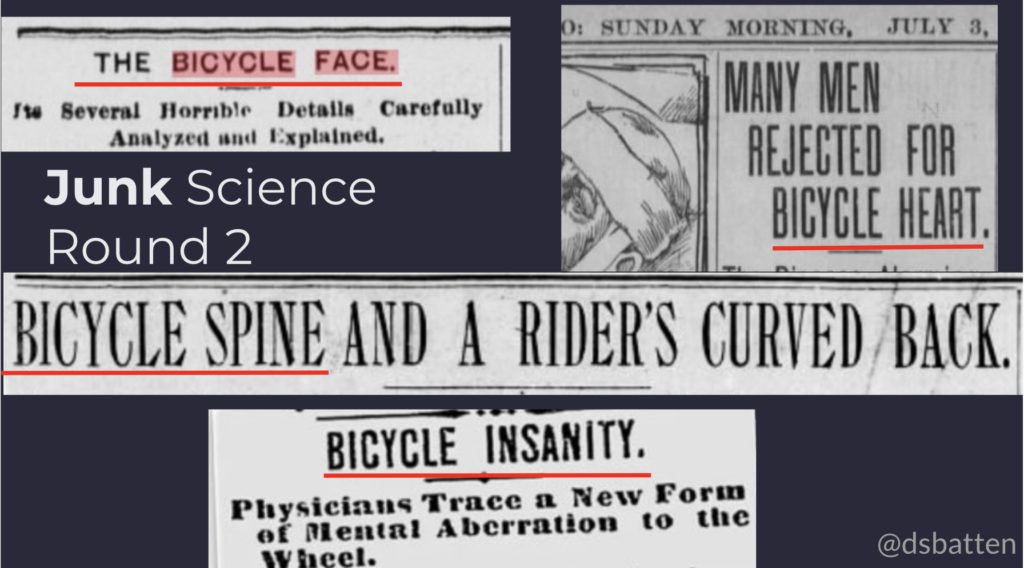 THE BICYCLE FACE.
Its Several Horrible Details Carefully
Analyzed and Explained.
Junk Science
Round 2
O: SUNDAY MORNING, JULY 3,
MANY MEN
REJECTED FOR
BICYCLE HEART.
BICYCLE SPINE AND A RIDER'S CURVED BACK.
BICYCLE INSANITY.
Physicians Trace a New Form
of Mental Aberration to the
Wheel.
@dsbatten